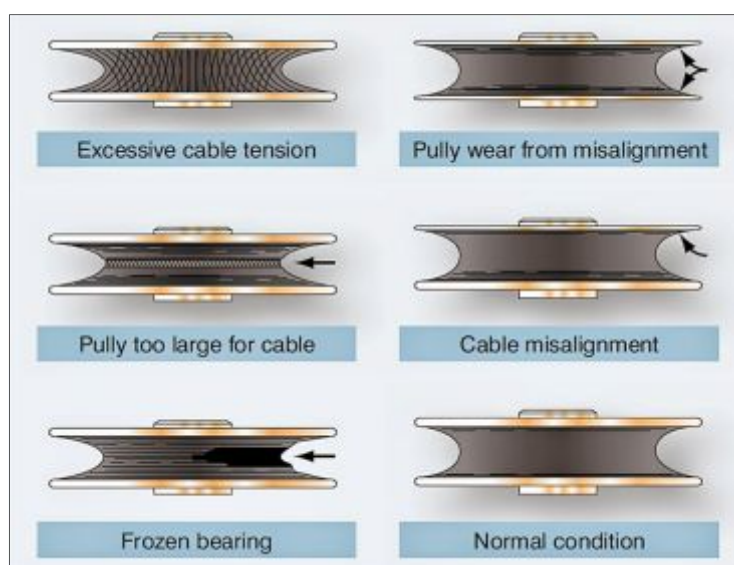 Excessive cable tension
Pully wear from misalignment
Pully too large for cable
Cable misalignment
Frozen bearing
Normal condition